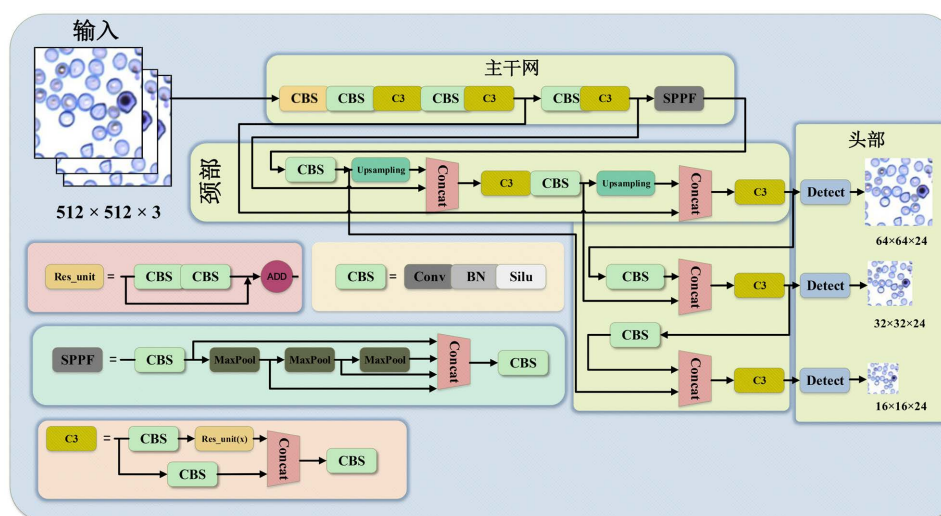 输入
512 × 512 × 3
主干网
CBS CBS C3 CBS C3 CBS C3 SPPF
颈部
CBS Upsampling Concat C3 CBS Upsampling Concat C3
头部
Detect
64×64×24
CBS Concat C3 Detect
32×32×24
CBS
Concat C3 Detect
16×16×24
Res_unit = CBS CBS ADD
CBS = Conv BN Silu
SPPF = CBS MaxPool MaxPool MaxPool Concat CBS
C3 = CBS Res_unit(x) Concat CBS
CBS